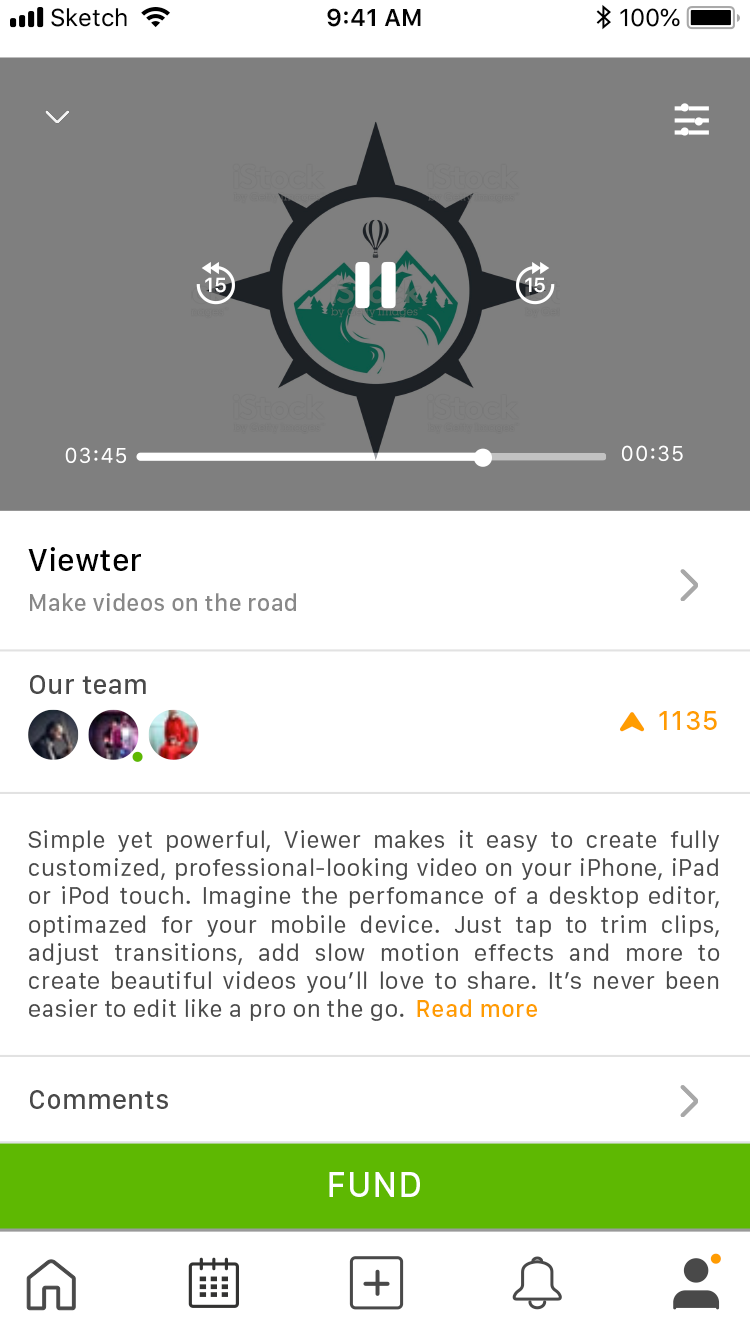 Sketch 9:41 AM 100%
iStock iStock
15 15
iStock
by Getty Images
iStock iStock
03:45 00:35
Viewter
Make videos on the road
Our team
1135
Simple yet powerful, Viewer makes it easy to create fully
customized, professional-looking video on your iPhone, iPad
or iPod touch. Imagine the perfomance of a desktop editor,
optimazed for your mobile device. Just tap to trim clips,
adjust transitions, add slow motion effects and more to
create beautiful videos you’ll love to share. It’s never been
easier to edit like a pro on the go. Read more
Comments
FUND